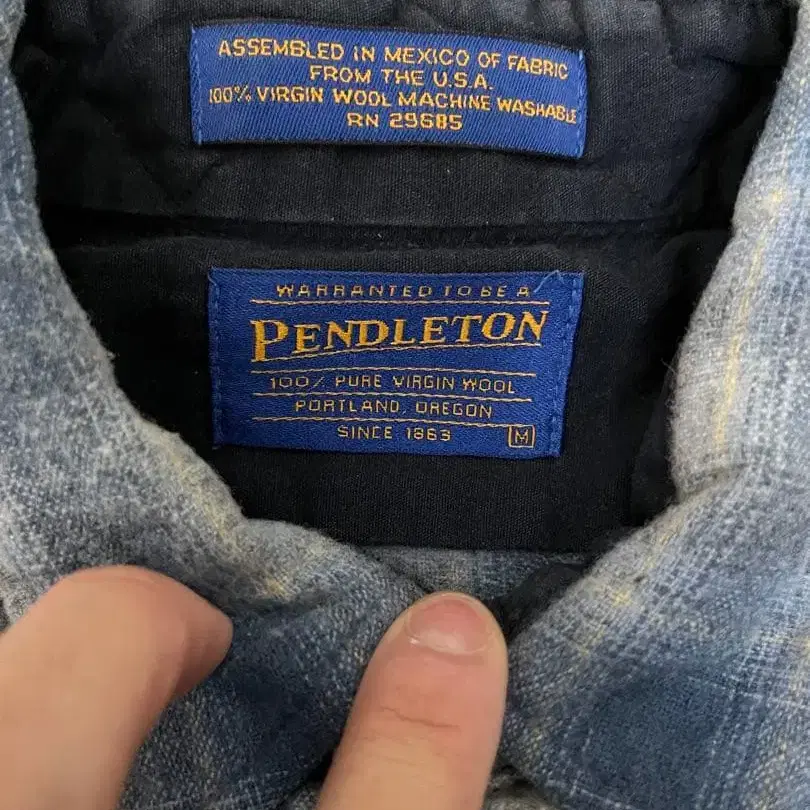 ASSEMBLED IN MEXICO OF FABRIC
FROM THE U.S.A.
100% VIRGIN WOOL MACHINE WASHABLE
RN 29685
WARRANTED TO BE A
PENDLETON
100% PURE VIRGIN WOOL
PORTLAND, OREGON
SINCE 1863
M